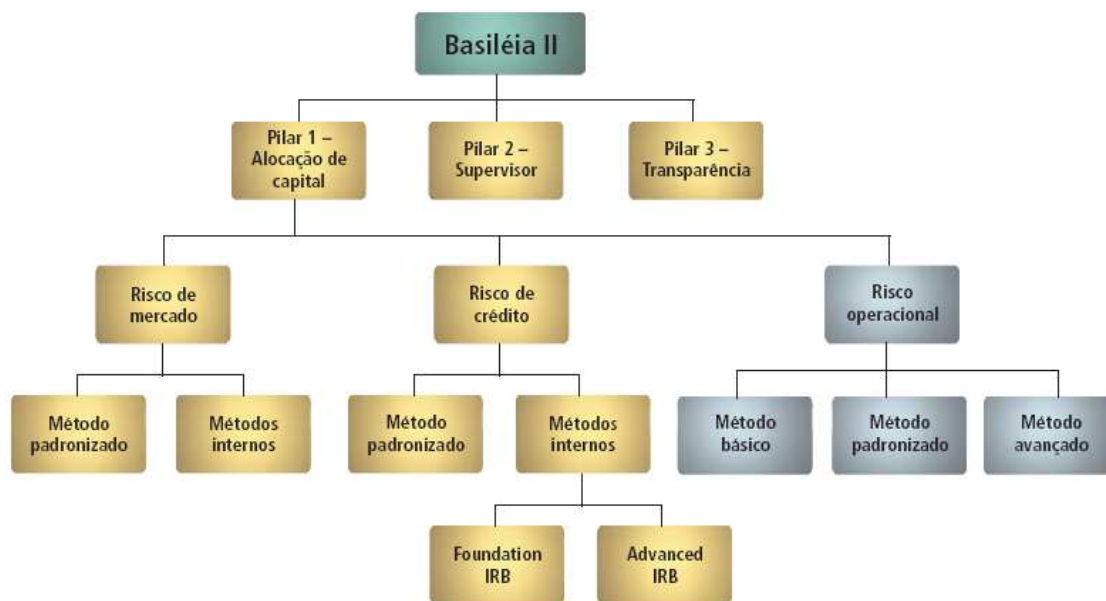 Basiléia II
Pilar 1 –
Alocação de
capital
Pilar 2 –
Supervisor
Pilar 3 –
Transparência
Risco de
mercado
Risco de
crédito
Risco
operacional
Método
padronizado
Métodos
internos
Método
padronizado
Métodos
internos
Método
básico
Método
padronizado
Método
avançado
Foundation
IRB
Advanced
IRB